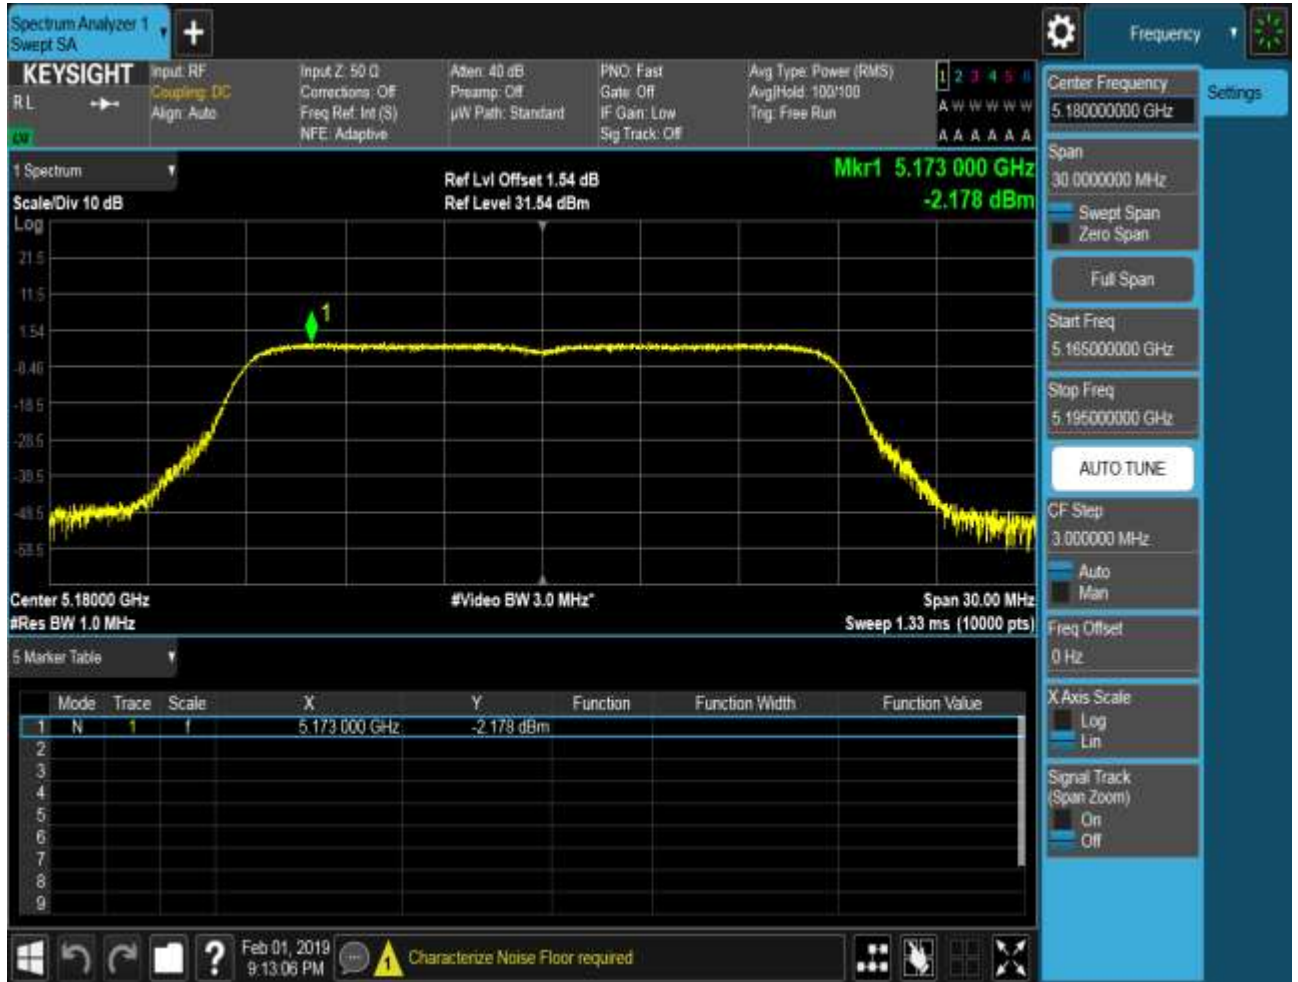 Spectrum Analyzer 1
Swept SA
+
Frequency
KEYSIGHT
RL
Input: RF
Coupling: DC
Align: Auto
Input Z: 50 Ω
Corrections: Off
Freq Ref: Int (S)
NFE: Adaptive
Atten: 40 dB
Preamp: Off
µW Path: Standard
PNO: Fast
Gate: Off
IF Gain: Low
Sig Track: Off
Avg Type: Power (RMS)
Avg|Hold: 100/100
Trig: Free Run
1 2 3 4 5 6
A W W W W W
A A A A A A
1 Spectrum
Scale/Div 10 dB
Ref Lvl Offset 1.54 dB
Ref Level 31.54 dBm
Mkr1 5.173 000 GHz
-2.178 dBm
Log
21.5
11.5
1.54
-8.46
-18.5
-28.5
-38.5
-48.5
-58.5
1
Center 5.18000 GHz
#Res BW 1.0 MHz
#Video BW 3.0 MHz*
Span 30.00 MHz
Sweep 1.33 ms (10000 pts)
5 Marker Table
Mode Trace Scale X Y Function Function Width Function Value
1 N 1 f 5.173 000 GHz -2.178 dBm
2
3
4
5
6
7
8
9
Feb 01, 2019
9:13:06 PM
?
1
Characterize Noise Floor required
Settings
Center Frequency
5.180000000 GHz
Span
30.0000000 MHz
Swept Span
Zero Span
Full Span
Start Freq
5.165000000 GHz
Stop Freq
5.195000000 GHz
AUTO TUNE
CF Step
3.000000 MHz
Auto
Man
Freq Offset
0 Hz
X Axis Scale
Log
Lin
Signal Track
(Span Zoom)
On
Off